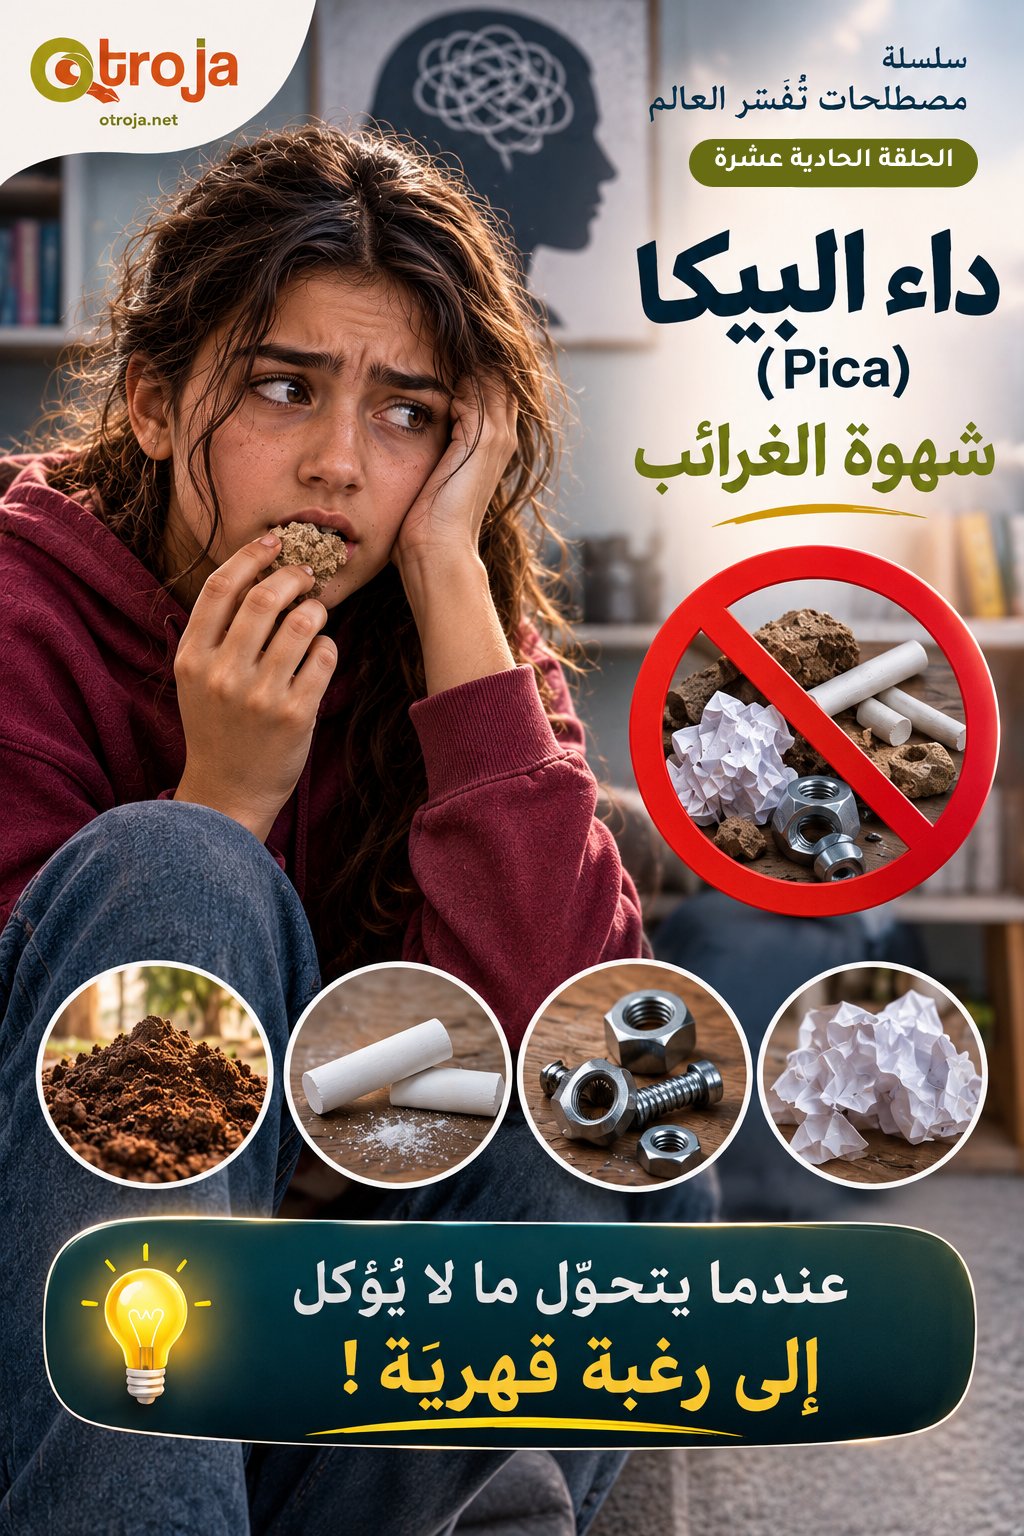 Otroja
otroja.net
سلسلة
مصطلحات تُفَسّر العالم
الحلقة الحادية عشرة
داء البيكا
(Pica)
شهوة الغرائب
عندما يتحوّل ما لا يُؤكل
إلى رغبة قهريَة !